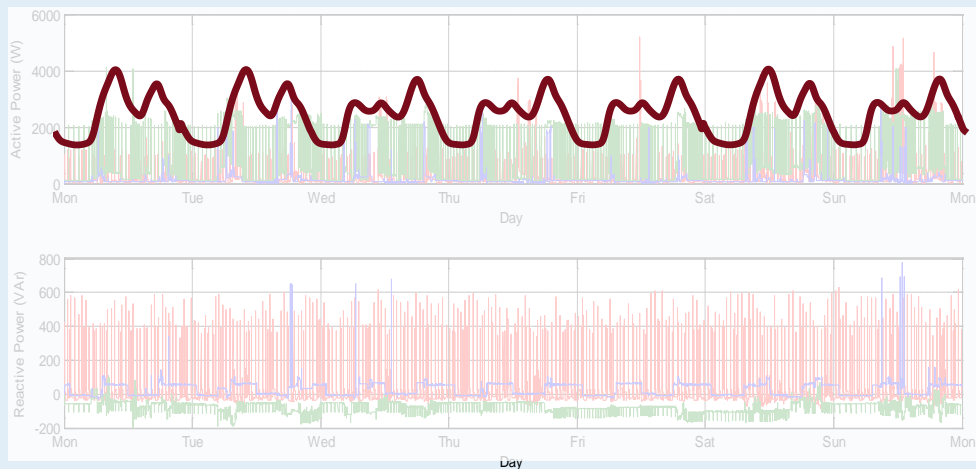 Active Power (W)
6000
4000
2000
0
Mon Tue Wed Thu Fri Sat Sun Mon
Day
Reactive Power (VAr)
800
600
400
200
0
-200
Mon Tue Wed Thu Fri Sat Sun Mon
Day